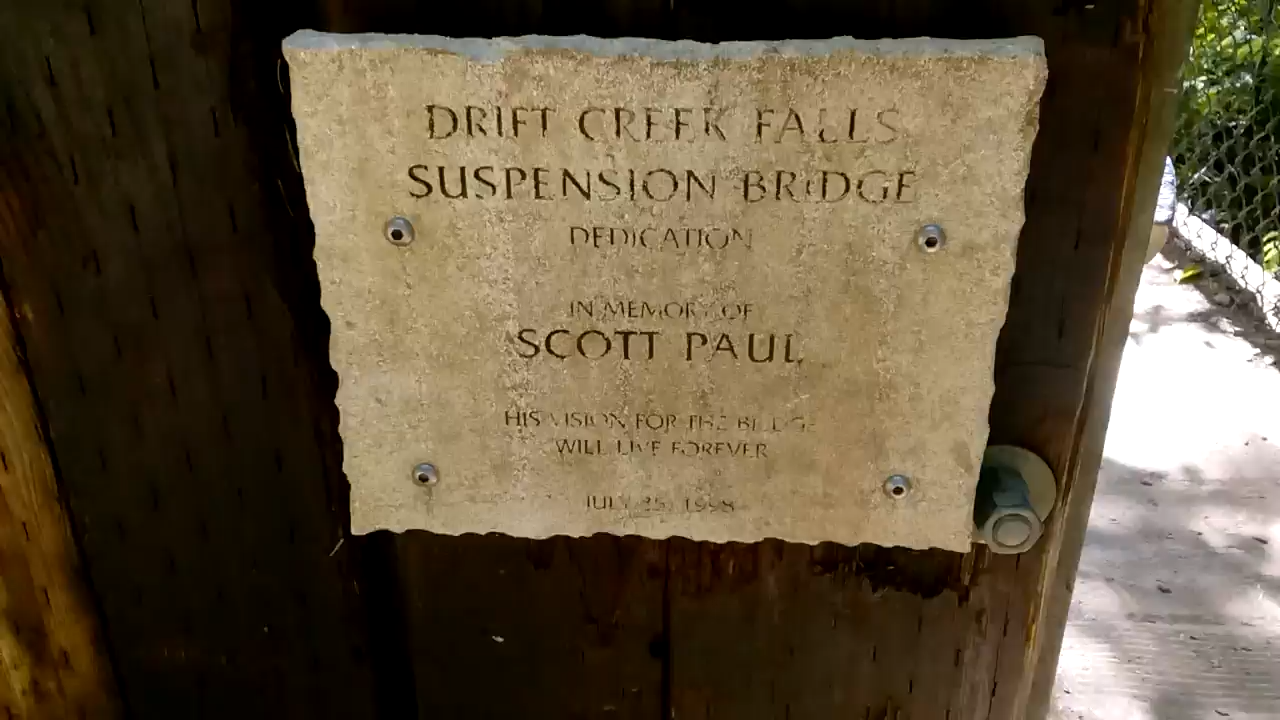 DRIFT CREEK FALLS
SUSPENSION BRIDGE
DEDICATION
IN MEMORY OF
SCOTT PAUL
HIS VISION FOR THE BRIDGE
WILL LIVE FOREVER
JULY 25, 1998